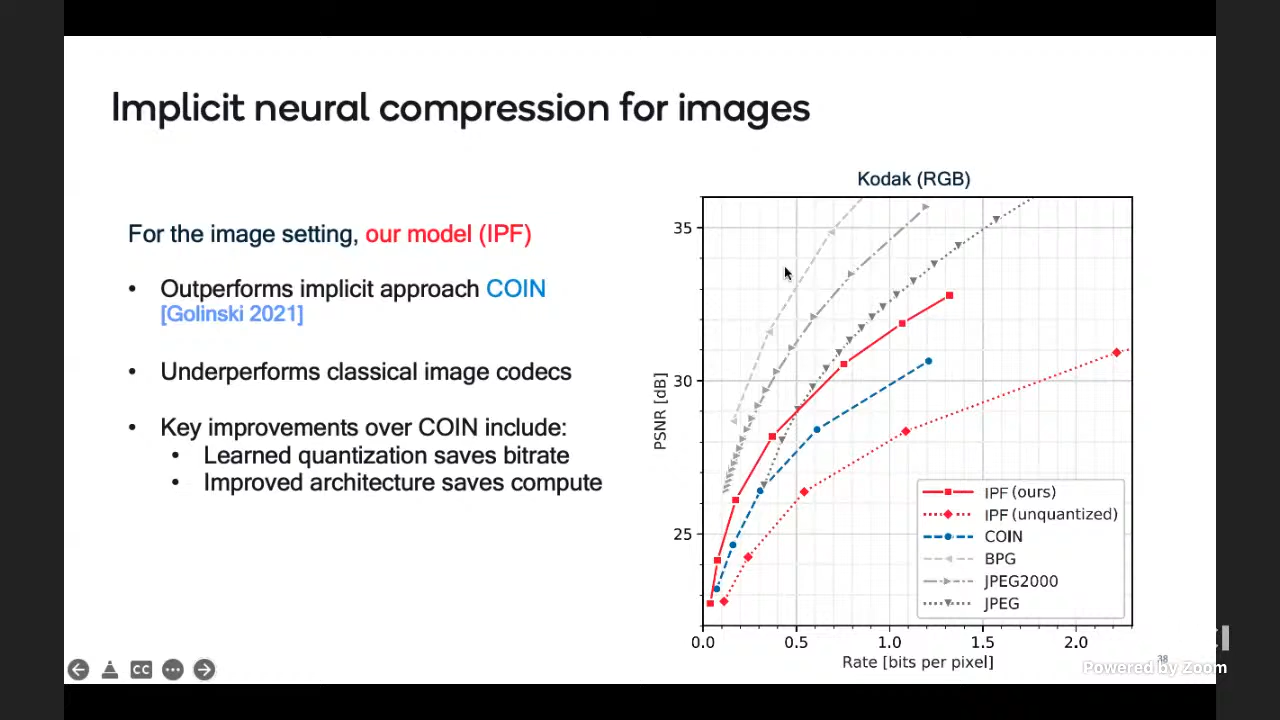 Implicit neural compression for images
For the image setting, our model (IPF)
• Outperforms implicit approach COIN
[Golinski 2021]
• Underperforms classical image codecs
• Key improvements over COIN include:
• Learned quantization saves bitrate
• Improved architecture saves compute
Kodak (RGB)
35
30
25
PSNR [dB]
IPF (ours)
IPF (unquantized)
COIN
BPG
JPEG2000
JPEG
0.0 0.5 1.0 1.5 2.0
Rate [bits per pixel]
CC
38
Powered by Zoom